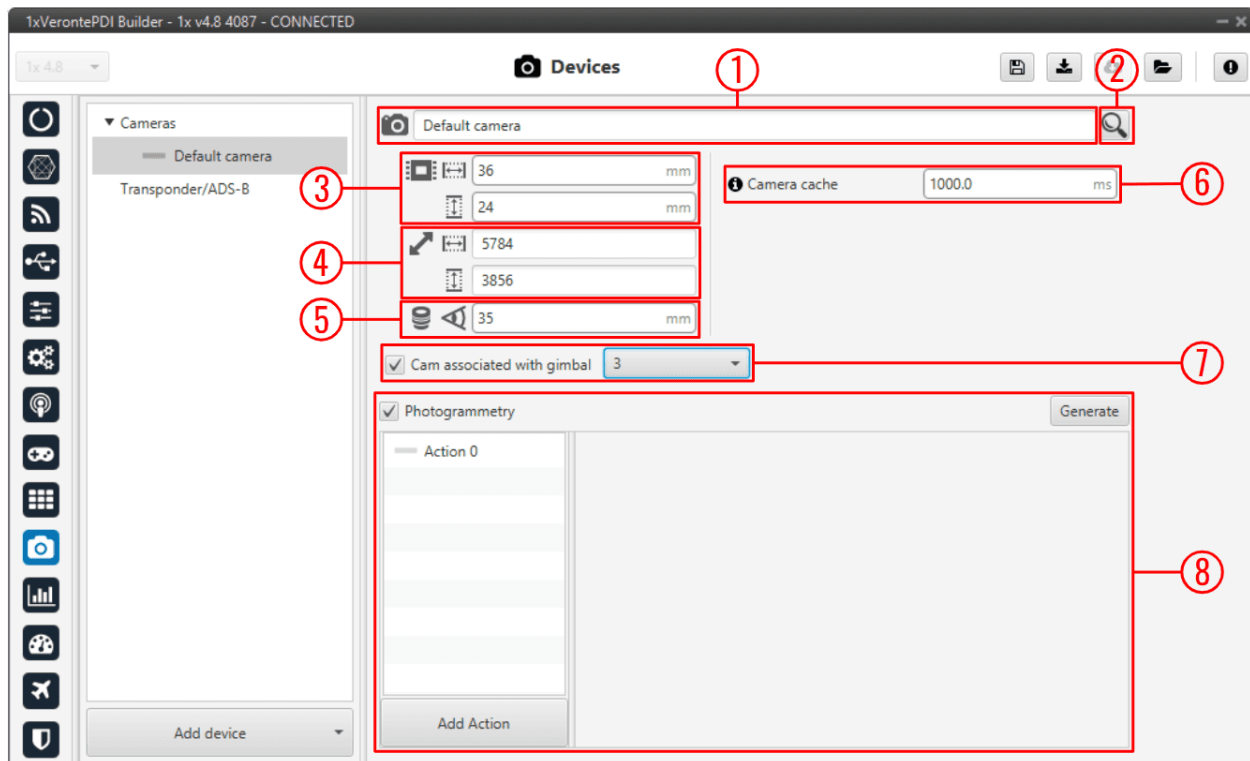 1xVerontePDI Builder - 1x v4.8 4087 - CONNECTED
1x 4.8
Devices
1
2
Cameras
Default camera
Transponder/ADS-B
Add device
Default camera
3
36 mm
24 mm
Camera cache 1000.0 ms
6
4
5784
3856
5
35 mm
Cam associated with gimbal 3
7
Photogrammetry
Generate
Action 0
8
Add Action